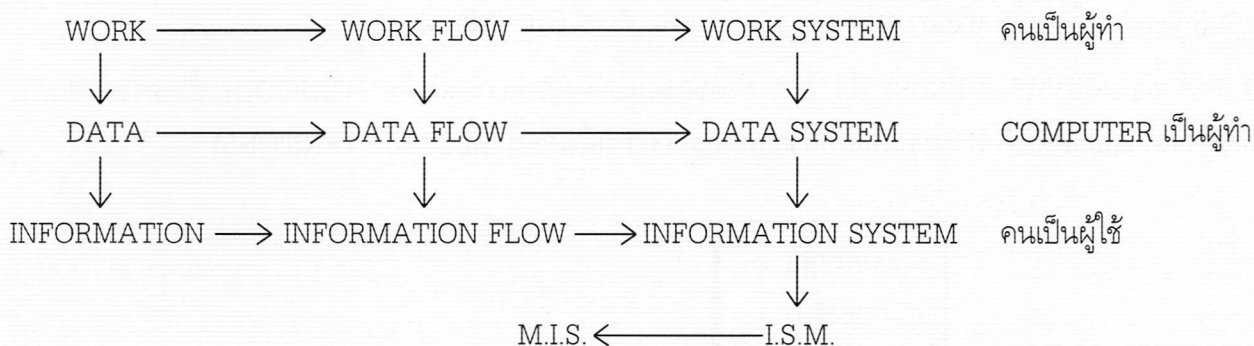 WORK WORK FLOW WORK SYSTEM คนเป็นผู้ทำ
DATA DATA FLOW DATA SYSTEM COMPUTER เป็นผู้ทำ
INFORMATION INFORMATION FLOW INFORMATION SYSTEM คนเป็นผู้ใช้
M.I.S. I.S.M.